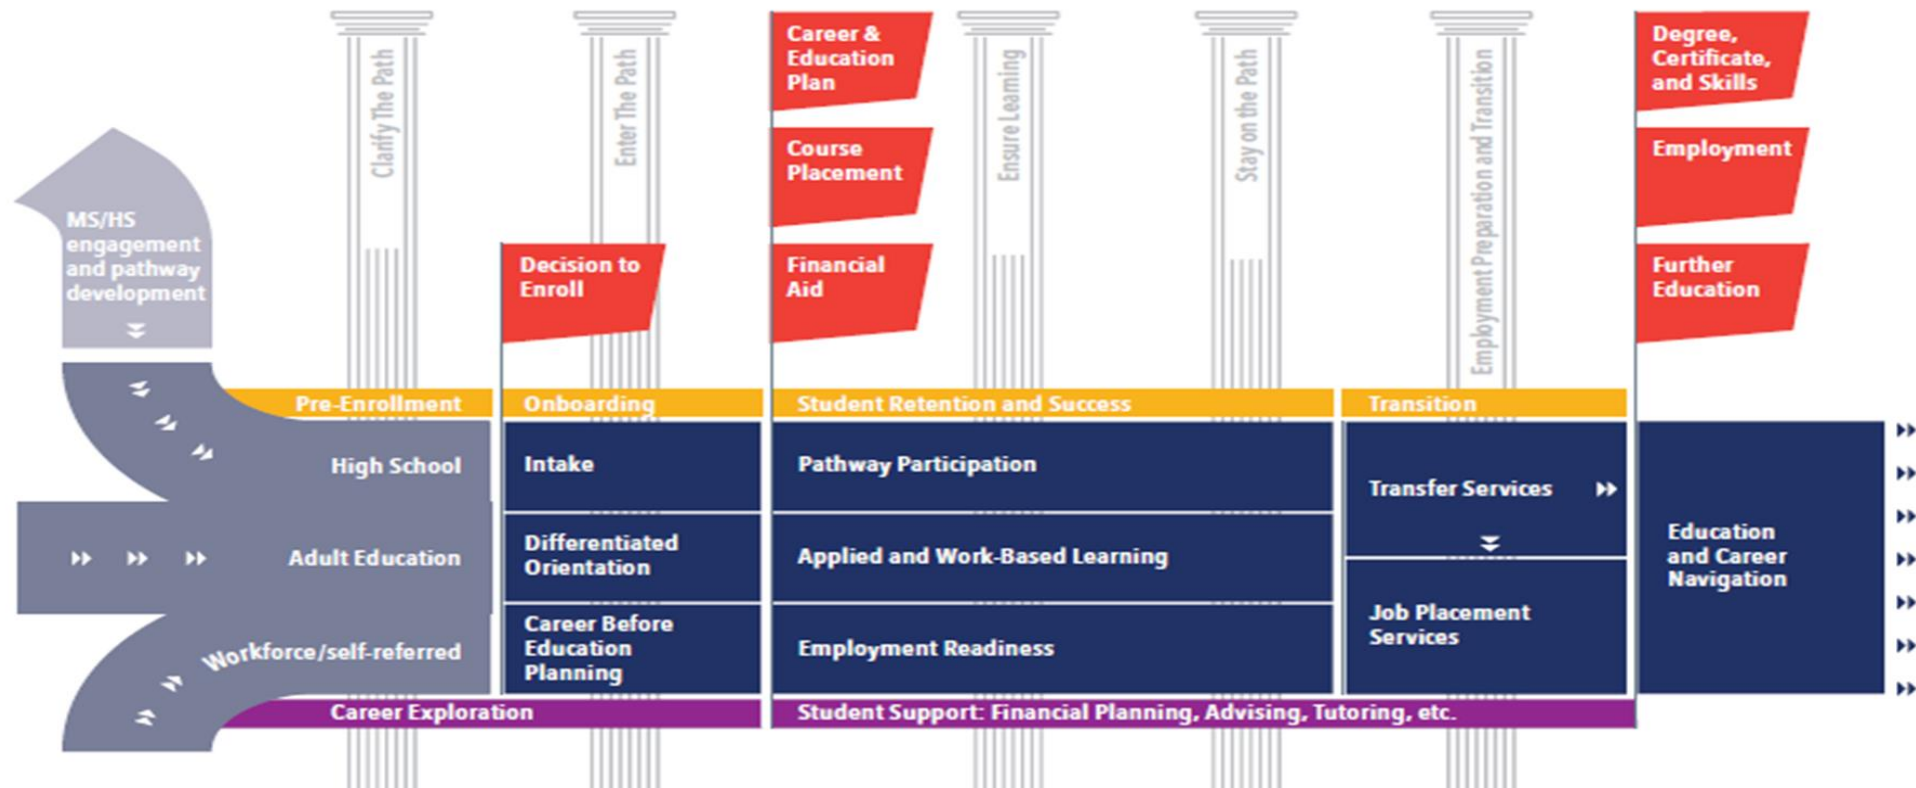 Clarify The Path
Enter The Path
Career &
Education
Plan
Ensure Learning
Stay on the Path
Employment Preparation and Transition
Degree,
Certificate,
and Skills
Course
Placement
Employment
MS/HS
engagement
and pathway
development
Decision to
Enroll
Financial
Aid
Further
Education
Pre-Enrollment
Onboarding
Student Retention and Success
Transition
High School
Intake
Pathway Participation
Transfer Services
Adult Education
Differentiated
Orientation
Applied and Work-Based Learning
Education
and Career
Navigation
Workforce/self-referred
Career Before
Education
Planning
Employment Readiness
Job Placement
Services
Career Exploration
Student Support: Financial Planning, Advising, Tutoring, etc.